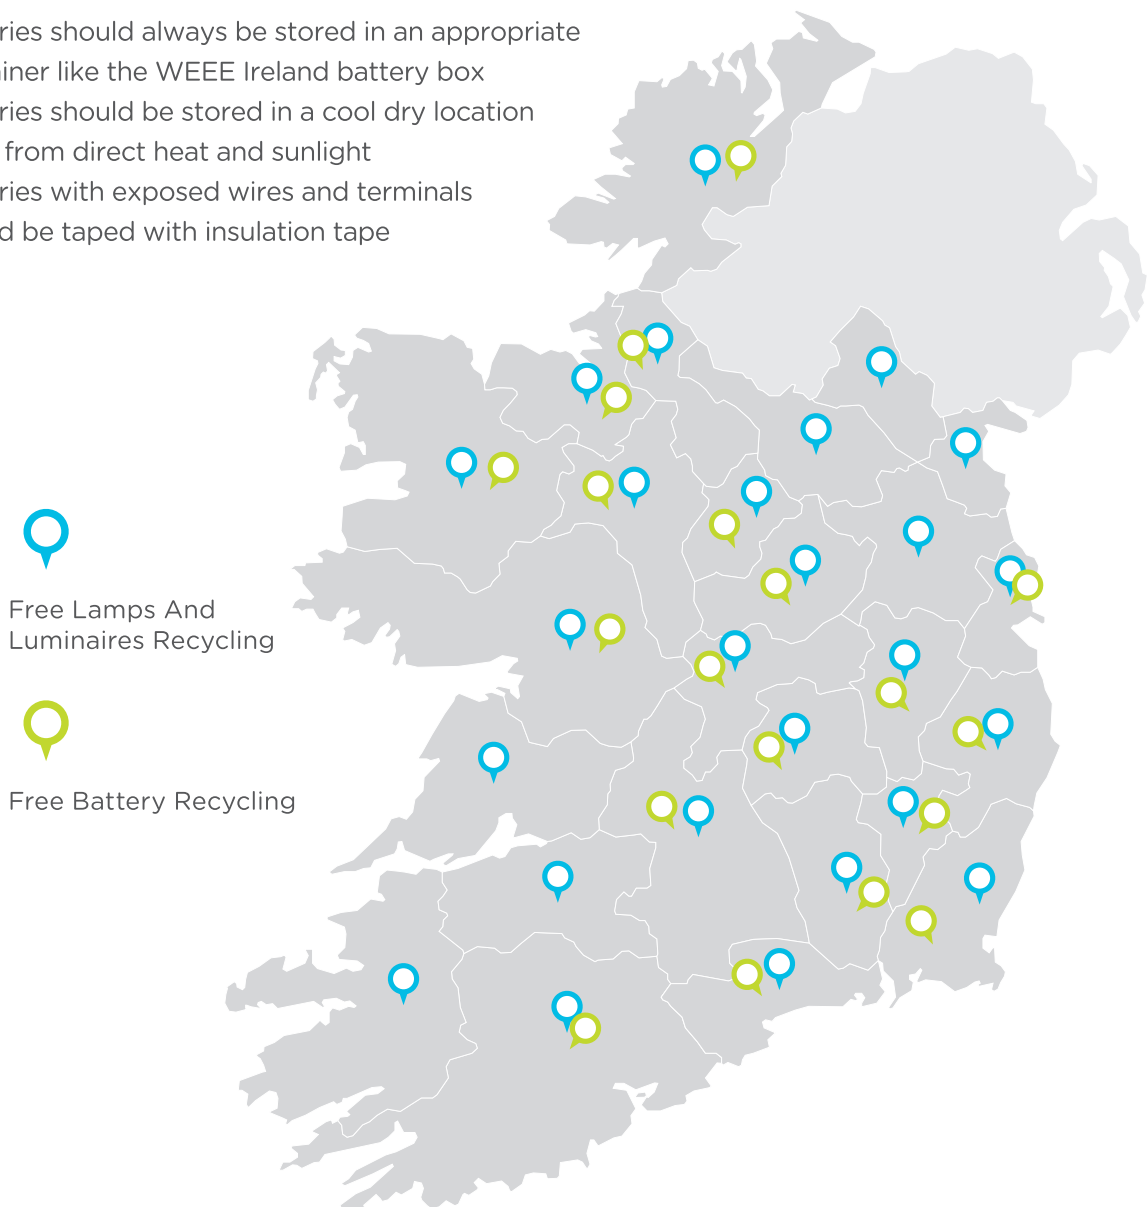 ries should always be stored in an appropriate
iner like the WEEE Ireland battery box
ries should be stored in a cool dry location
from direct heat and sunlight
ries with exposed wires and terminals
d be taped with insulation tape
Free Lamps And
Luminaires Recycling
Free Battery Recycling